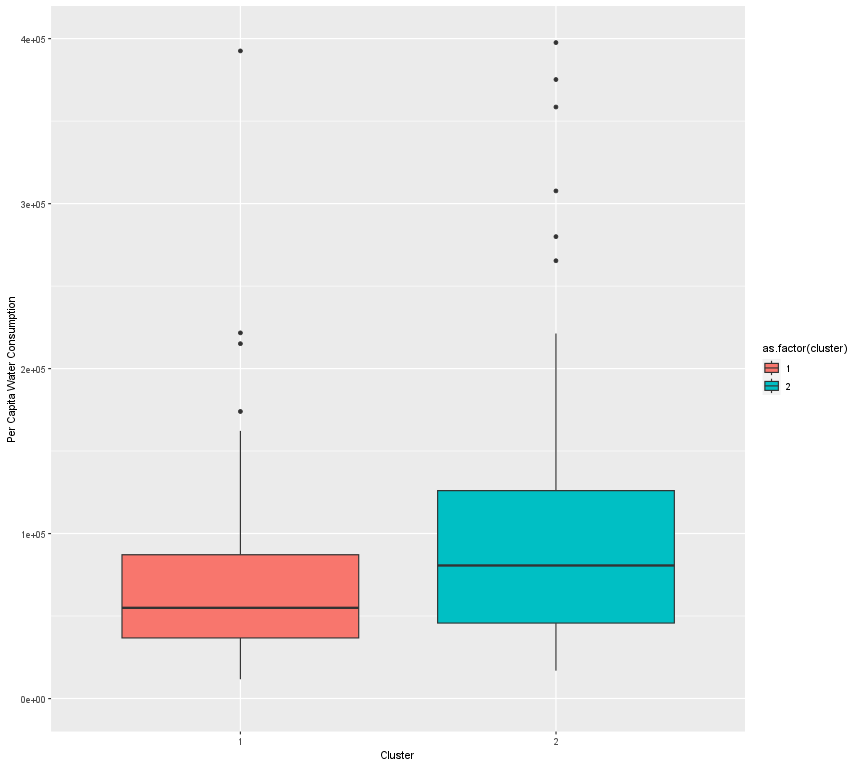 4e+05
3e+05
2e+05
1e+05
0e+00
Per Capita Water Consumption
1
2
Cluster
as.factor(cluster)
1
2